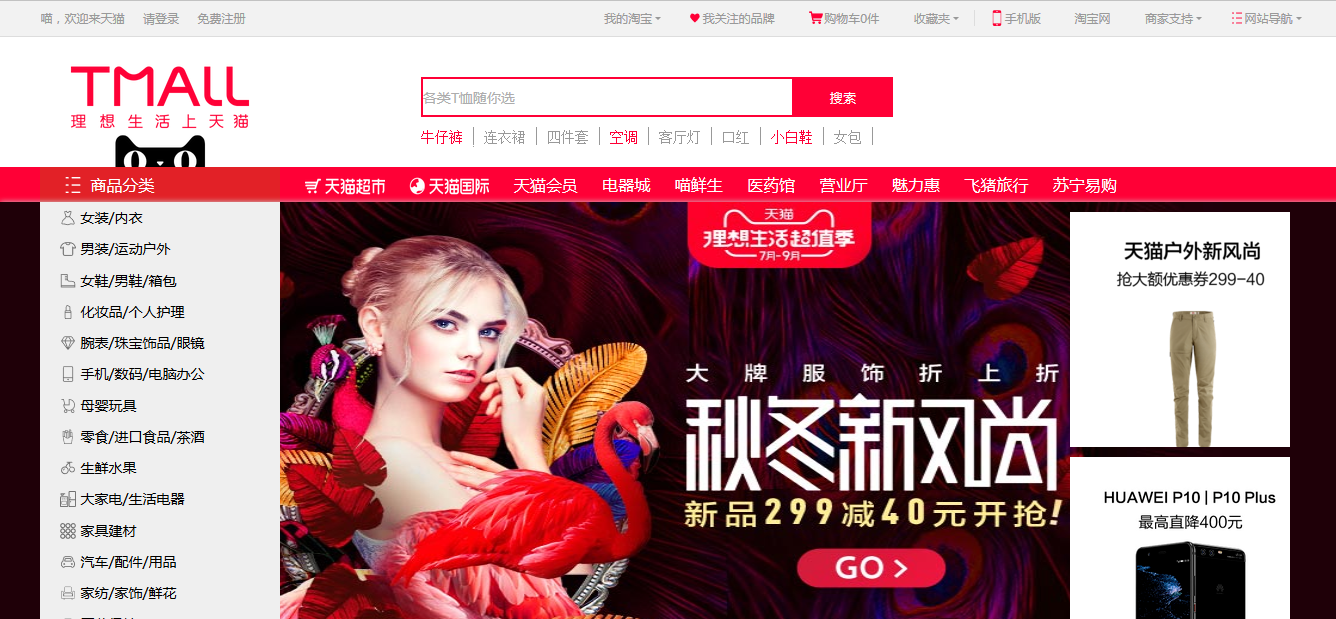 喵，欢迎来天猫 请登录 免费注册 我的淘宝 我关注的品牌 购物车0件 收藏夹 手机版 淘宝网 商家支持 网站导航
TMALL
理想生活上天猫
各类T恤随你选 搜索
牛仔裤 连衣裙 四件套 空调 客厅灯 口红 小白鞋 女包
商品分类 天猫超市 天猫国际 天猫会员 电器城 喵鲜生 医药馆 营业厅 魅力惠 飞猪旅行 苏宁易购
女装/内衣
男装/运动户外
女鞋/男鞋/箱包
化妆品/个人护理
腕表/珠宝饰品/眼镜
手机/数码/电脑办公
母婴玩具
零食/进口食品/茶酒
生鲜水果
大家电/生活电器
家具建材
汽车/配件/用品
家纺/家饰/鲜花
天猫
理想生活超值季
7月-9月
大牌服饰折上折
秋冬新风尚
新品299减40元开抢!
GO >
天猫户外新风尚
抢大额优惠券299-40
HUAWEI P10 | P10 Plus
最高直降400元